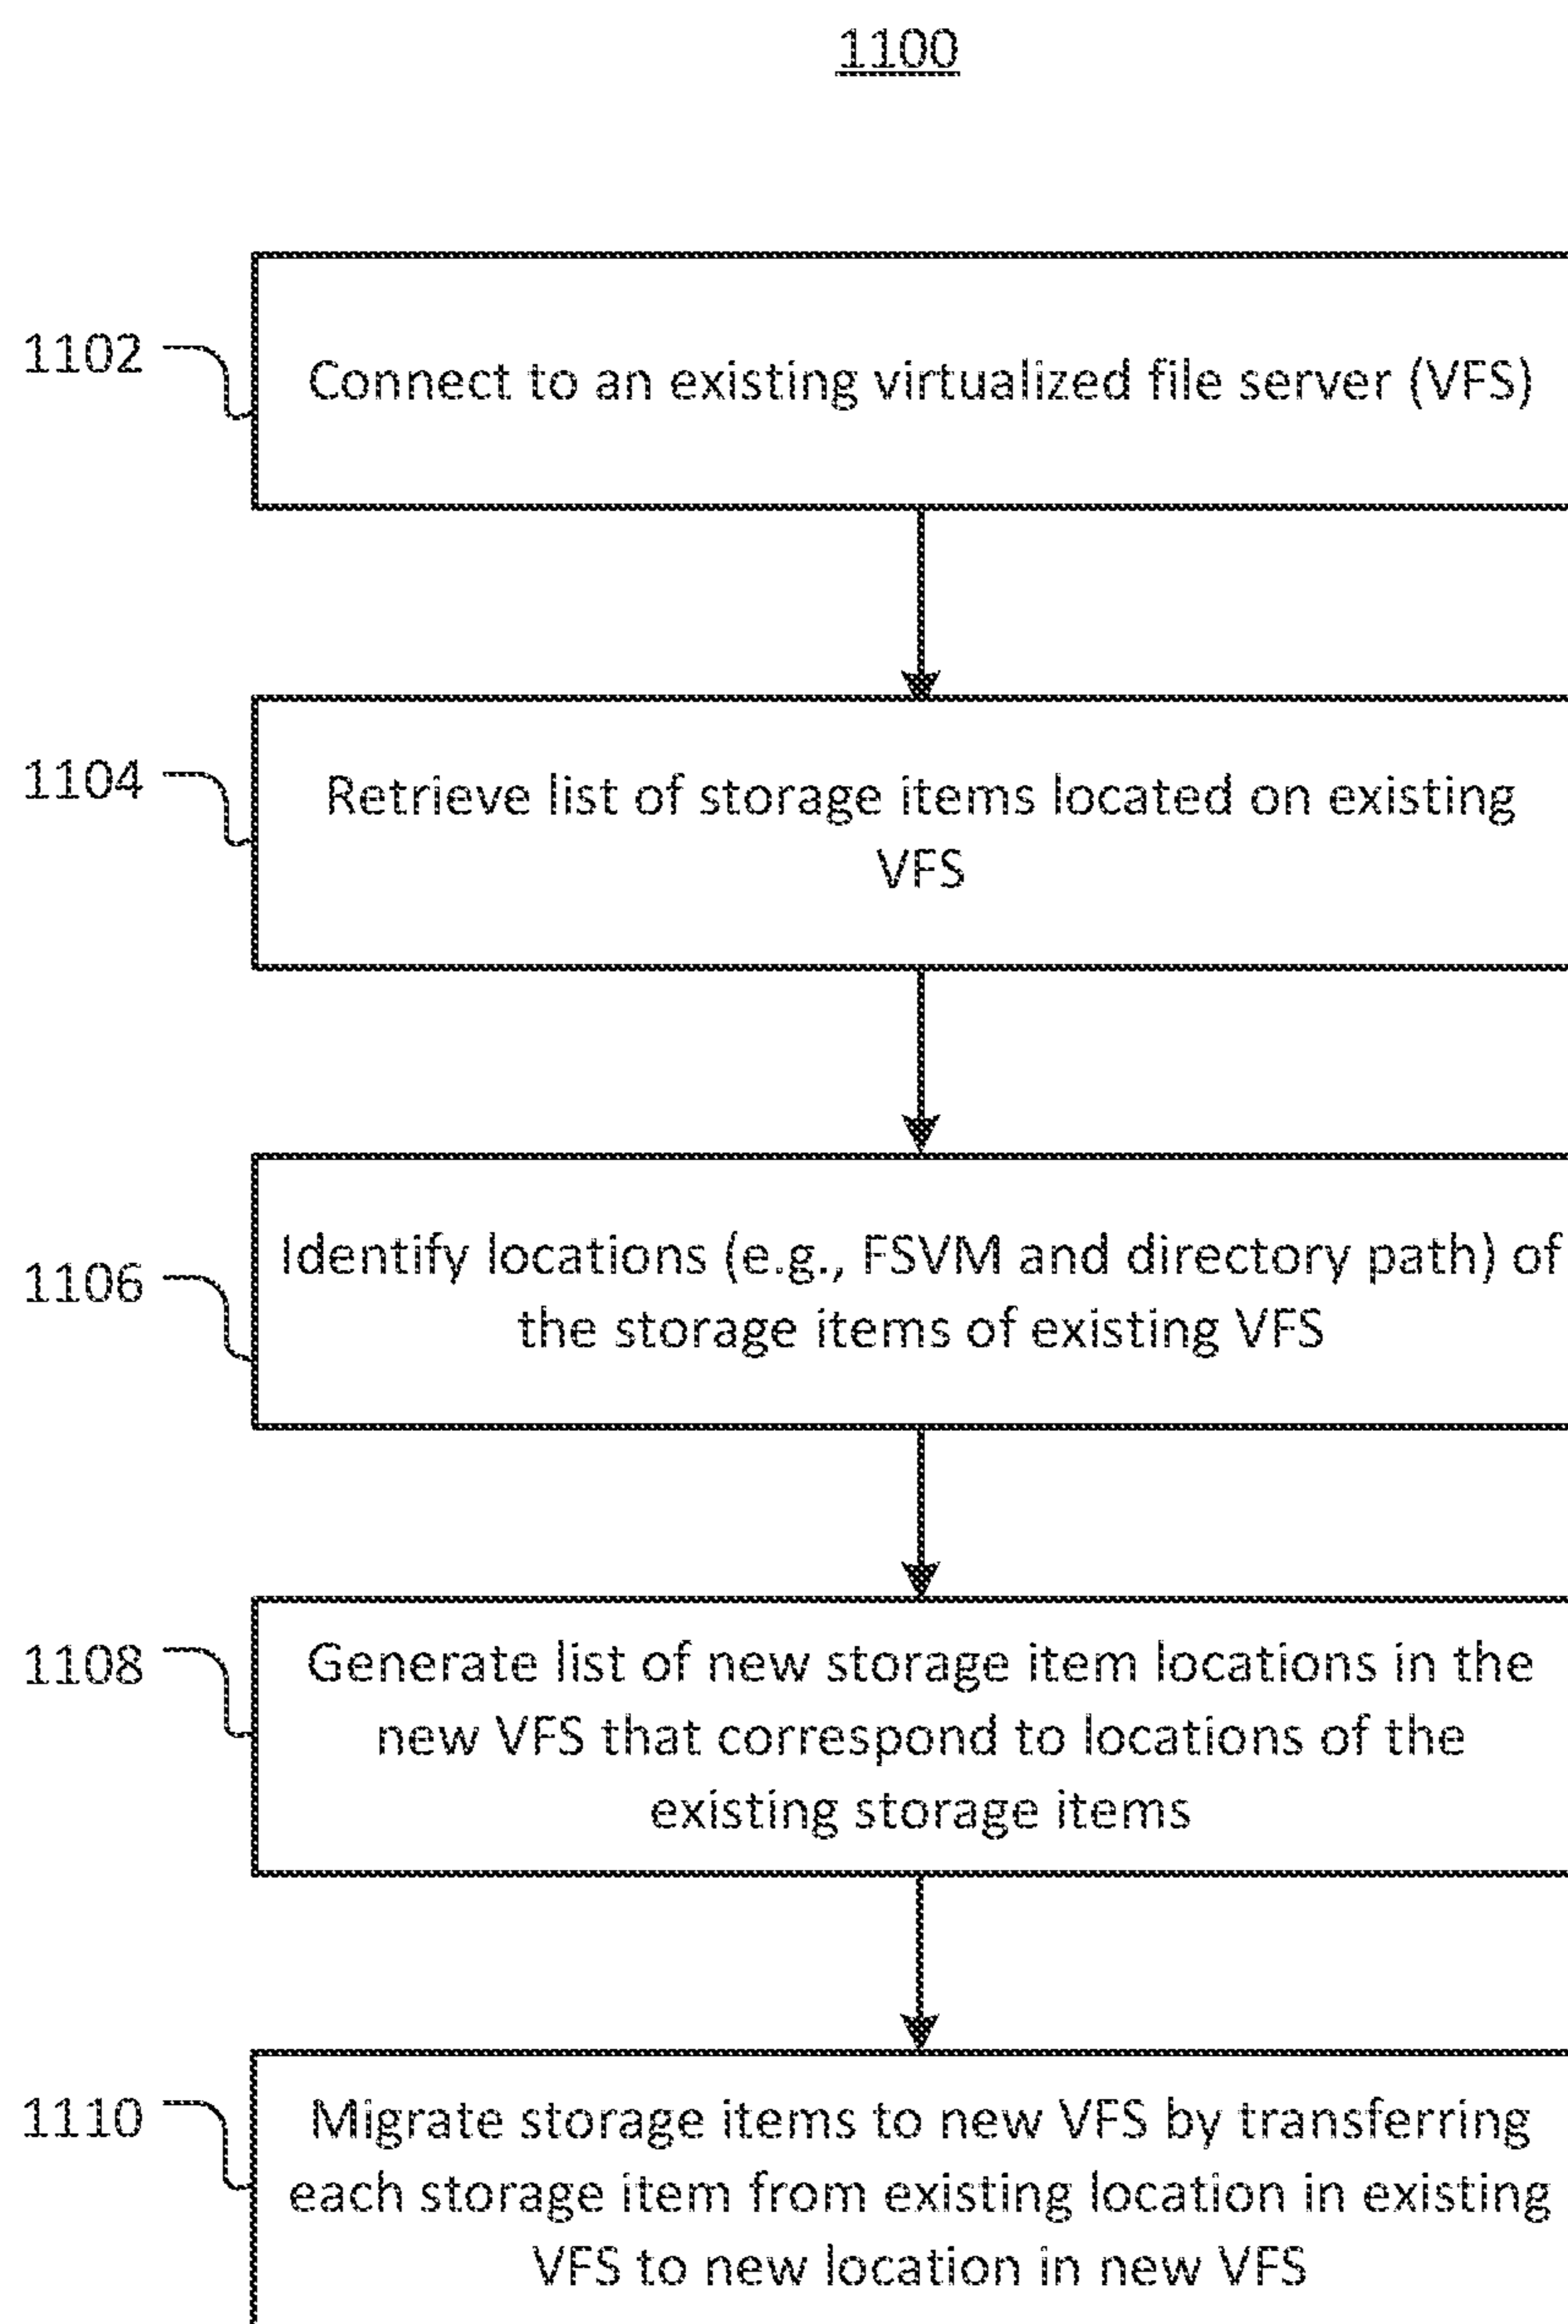 1100
1102
Connect to an existing virtualized file server (VFS)
1104
Retrieve list of storage items located on existing
VFS
1106
Identify locations (e.g., FSVM and directory path) of
the storage items of existing VFS
1108
Generate list of new storage item locations in the
new VFS that correspond to locations of the
existing storage items
1110
Migrate storage items to new VFS by transferring
each storage item from existing location in existing
VFS to new location in new VFS